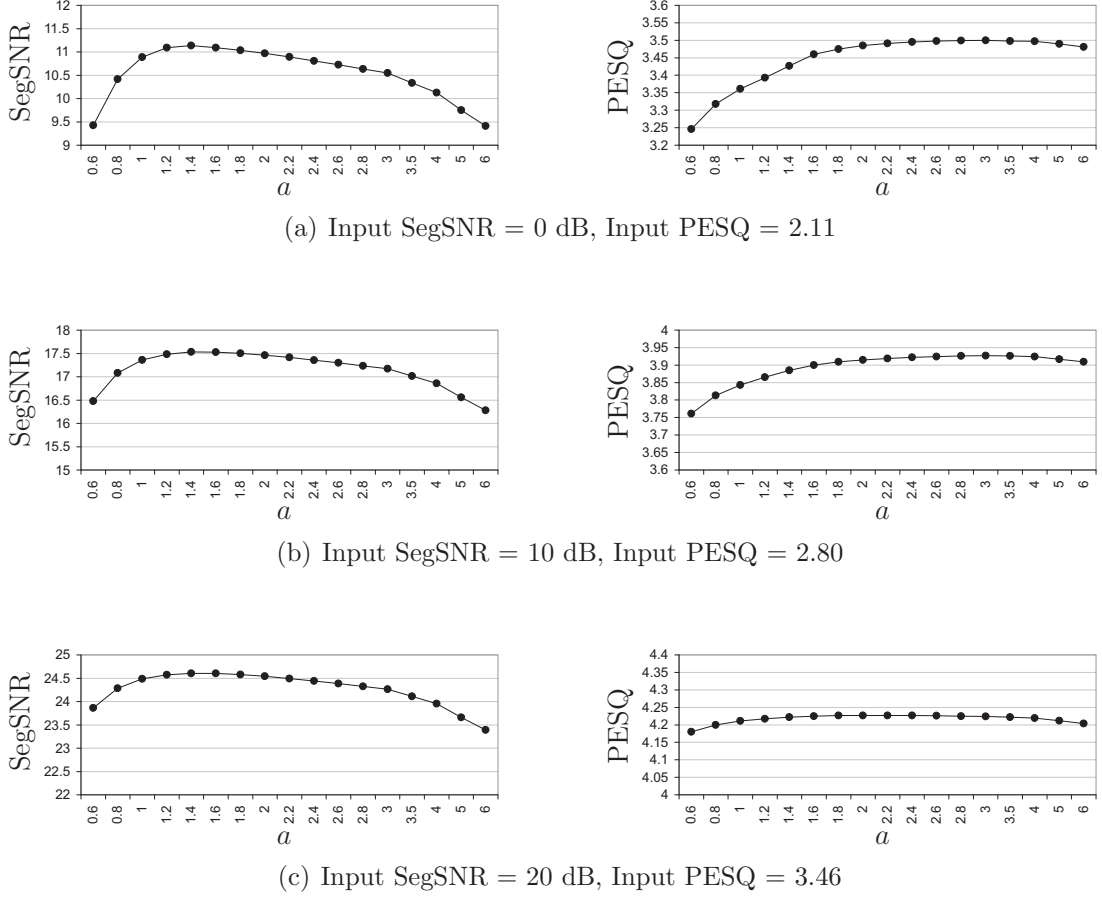 SegSNR
12
11.5
11
10.5
10
9.5
9
0.6 0.8 1 1.2 1.4 1.6 1.8 2 2.2 2.4 2.6 2.8 3 3.5 4 5 6
a
PESQ
3.6
3.55
3.5
3.45
3.4
3.35
3.3
3.25
3.2
0.6 0.8 1 1.2 1.4 1.6 1.8 2 2.2 2.4 2.6 2.8 3 3.5 4 5 6
a
(a) Input SegSNR = 0 dB, Input PESQ = 2.11
SegSNR
18
17.5
17
16.5
16
15.5
15
0.6 0.8 1 1.2 1.4 1.6 1.8 2 2.2 2.4 2.6 2.8 3 3.5 4 5 6
a
PESQ
4
3.95
3.9
3.85
3.8
3.75
3.7
3.65
3.6
0.6 0.8 1 1.2 1.4 1.6 1.8 2 2.2 2.4 2.6 2.8 3 3.5 4 5 6
a
(b) Input SegSNR = 10 dB, Input PESQ = 2.80
SegSNR
25
24.5
24
23.5
23
22.5
22
0.6 0.8 1 1.2 1.4 1.6 1.8 2 2.2 2.4 2.6 2.8 3 3.5 4 5 6
a
PESQ
4.4
4.35
4.3
4.25
4.2
4.15
4.1
4.05
4
0.6 0.8 1 1.2 1.4 1.6 1.8 2 2.2 2.4 2.6 2.8 3 3.5 4 5 6
a
(c) Input SegSNR = 20 dB, Input PESQ = 3.46